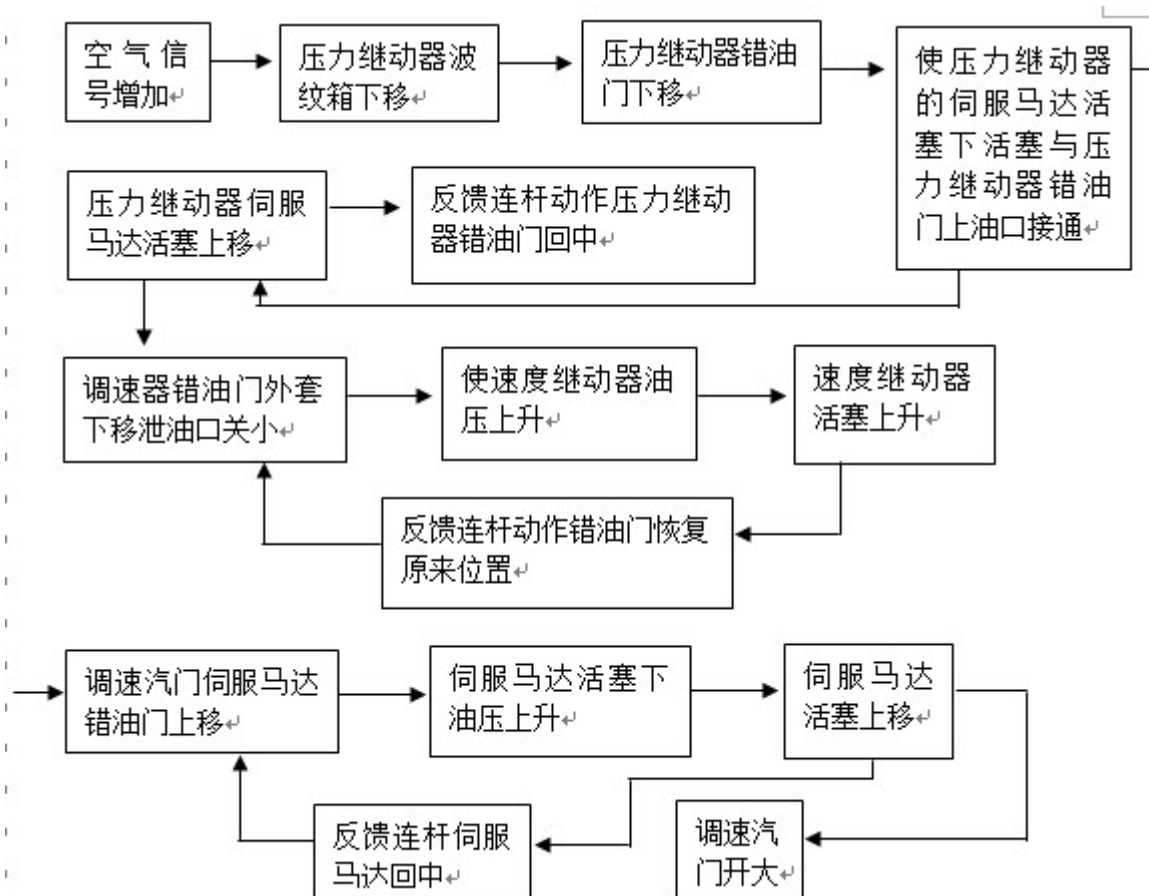 空气信
号增加
压力继动器波
纹箱下移
压力继动器错油
门下移
使压力继动器
的伺服马达活
塞下活塞与压
力继动器错油
门上油口接通
压力继动器伺服
马达活塞上移
反馈连杆动作压力继动
器错油门回中
调速器错油门外套
下移泄油口关小
使速度继动器油
压上升
速度继动器
活塞上升
反馈连杆动作错油门恢复
原来位置
调速汽门伺服马达
错油门上移
伺服马达活塞下
油压上升
伺服马达
活塞上移
反馈连杆伺服
马达回中
调速汽
门开大